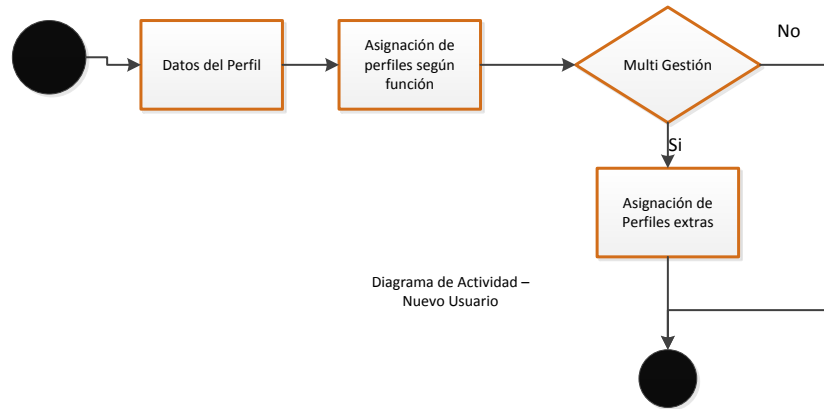 Datos del Perfil
Asignación de
perfiles según
función
Multi Gestión
No
Si
Asignación de
Perfiles extras
Diagrama de Actividad –
Nuevo Usuario